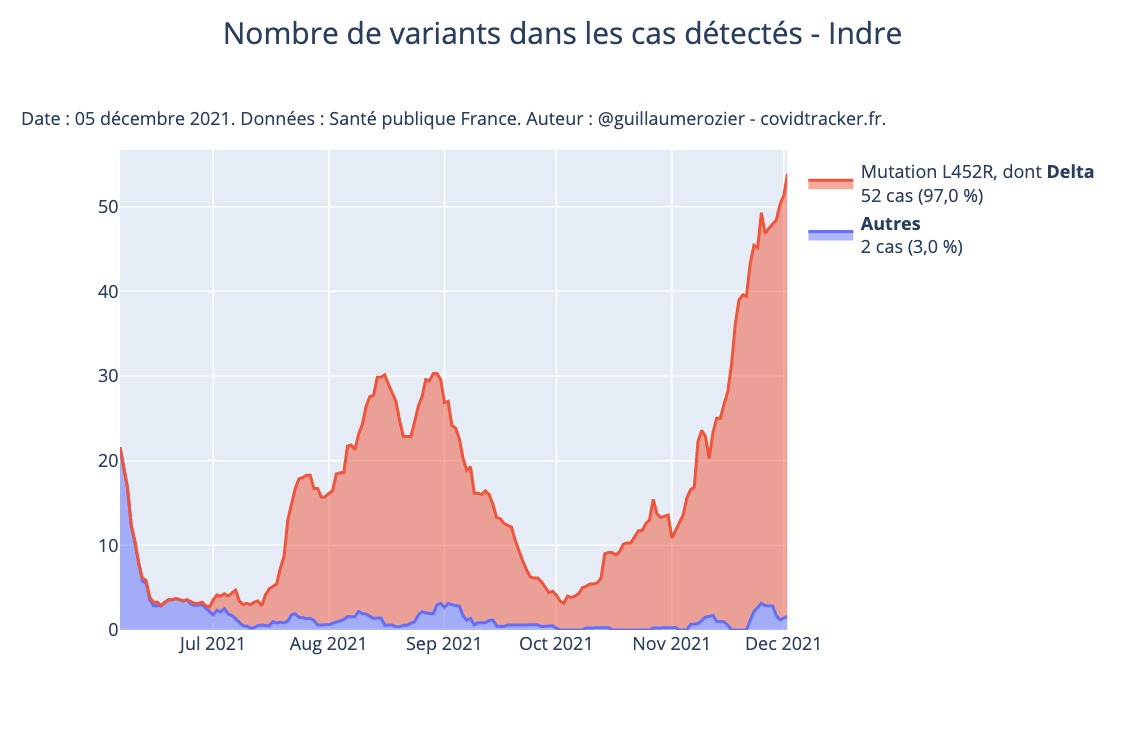 Nombre de variants dans les cas détectés - Indre
Date : 05 décembre 2021. Données : Santé publique France. Auteur : @guillaumerozier - covidtracker.fr.
Mutation L452R, dont Delta
52 cas (97,0 %)
Autres
2 cas (3,0 %)
50
40
30
20
10
0
Jul 2021
Aug 2021
Sep 2021
Oct 2021
Nov 2021
Dec 2021